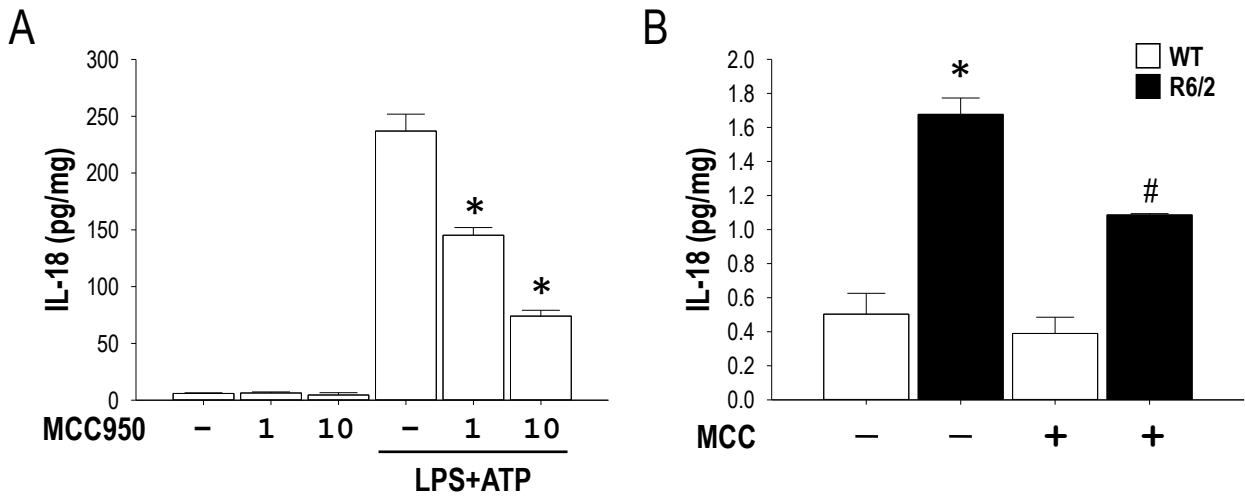 A
IL-18 (pg/mg)
300
250
200
150
100
50
0
*
*
MCC950 – 1 10 – 1 10
LPS+ATP
B
WT
R6/2
IL-18 (pg/mg)
2.0
1.8
1.6
1.4
1.2
1.0
0.8
0.6
0.4
0.2
0.0
*
#
MCC – – + +